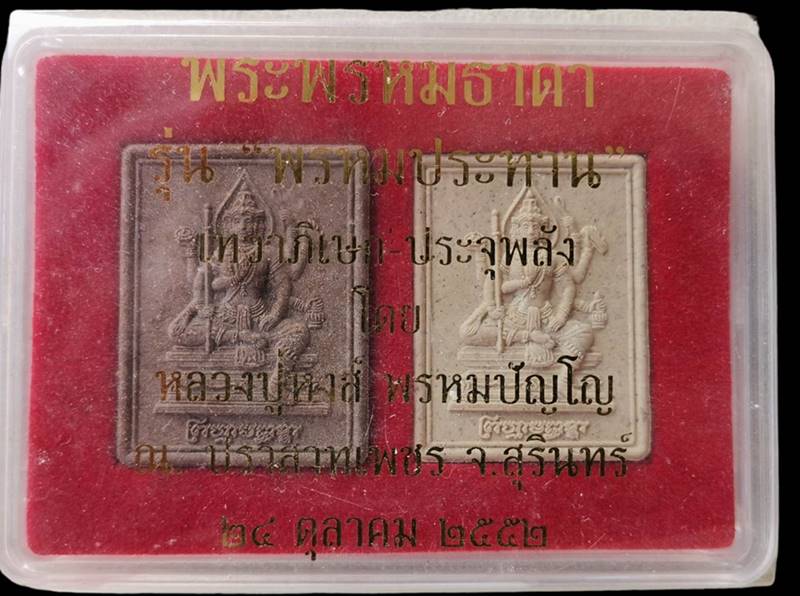 พระพรหมธาดา
รุ่น "พรหมประทาน"
เทวาภิเษก-ประจุพลัง
โดย
หลวงปู่หงส์ พรหมปัญโญ
ณ. ปราสาทเพชร จ.สุรินทร์
๒๔ ตุลาคม ๒๕๕๒